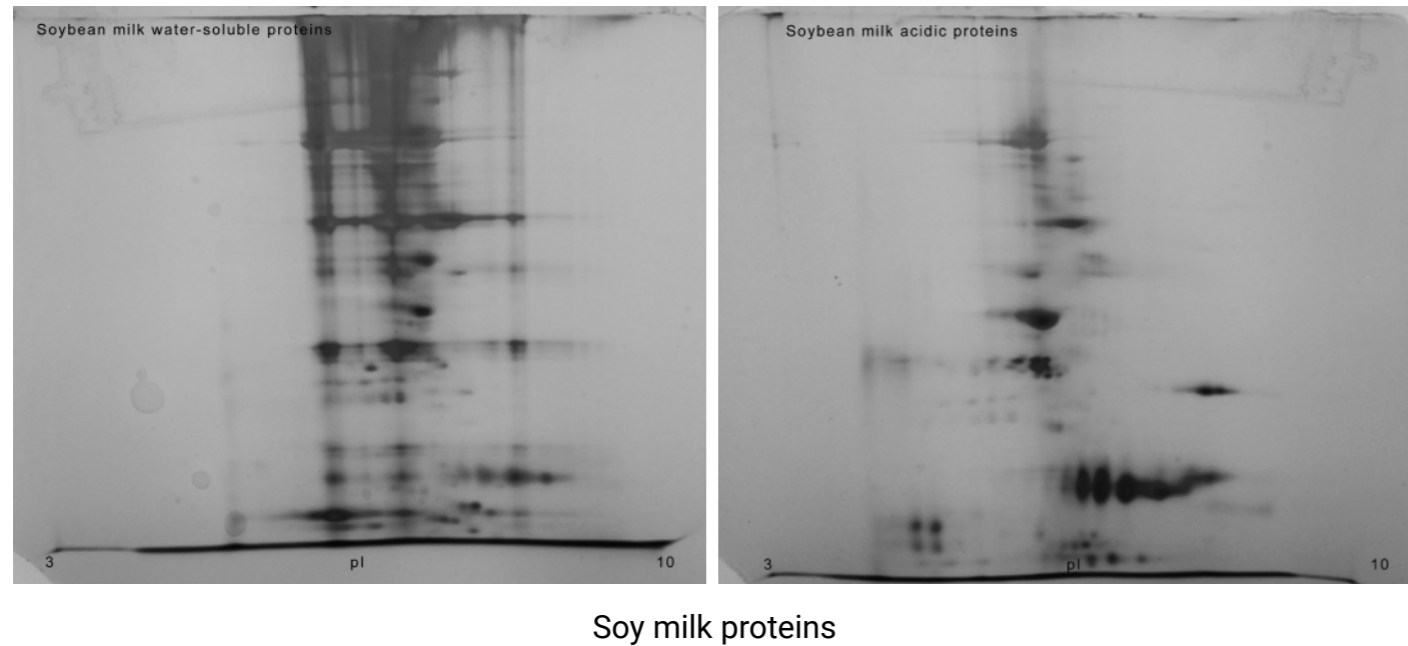 Soybean milk water-soluble proteins
3 pI 10
Soybean milk acidic proteins
3 pI 10
Soy milk proteins